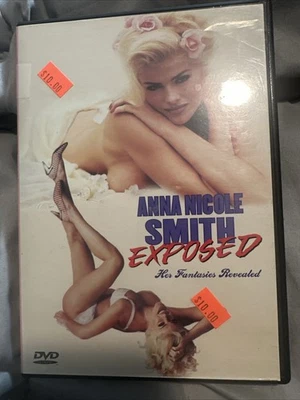 $10.00
ANNA NICOLE
SMITH
EXPOSED
Her Fantasies Revealed
$10.00
DVD